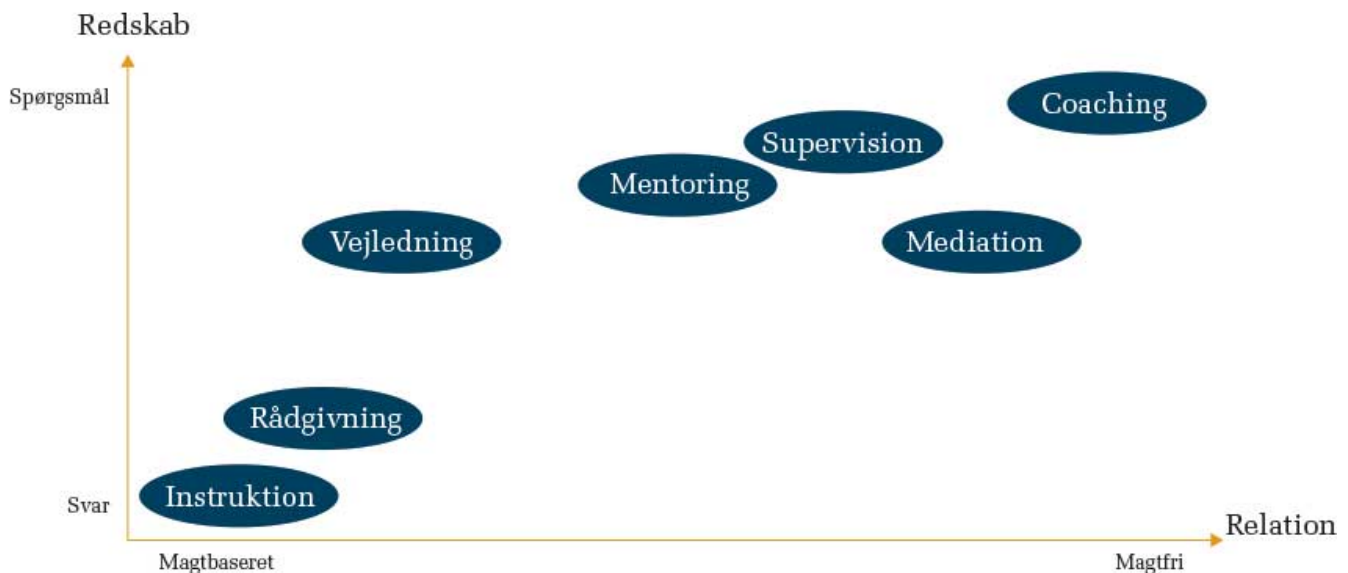 Redskab
Spørgsmål
Coaching
Supervision
Mentoring
Vejledning
Mediation
Rådgivning
Instruktion
Svar
Relation
Magtbaseret
Magtfri